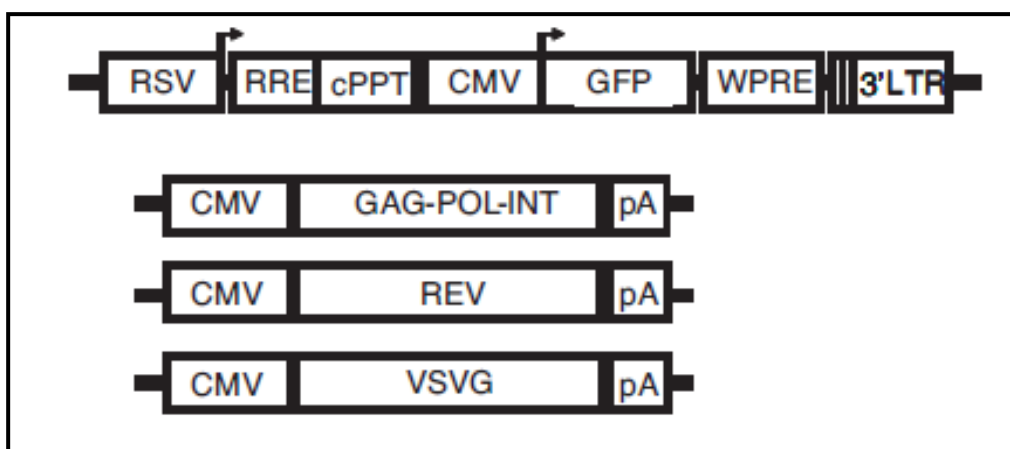 RSV RRE cPPT CMV GFP WPRE 3'LTR
CMV GAG-POL-INT pA
CMV REV pA
CMV VSVG pA